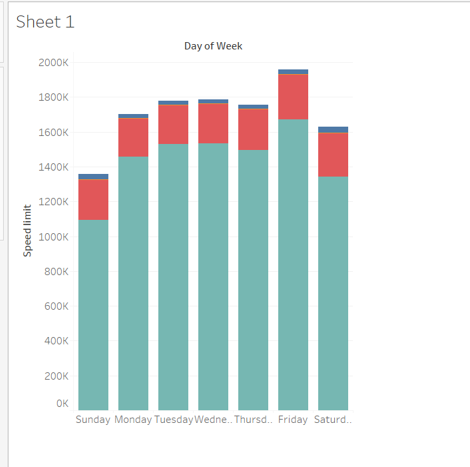 Sheet 1
Day of Week
2000K
1800K
1600K
1400K
1200K
1000K
800K
600K
400K
200K
0K
Speed limit
Sunday Monday Tuesday Wedne.. Thursd.. Friday Saturd..